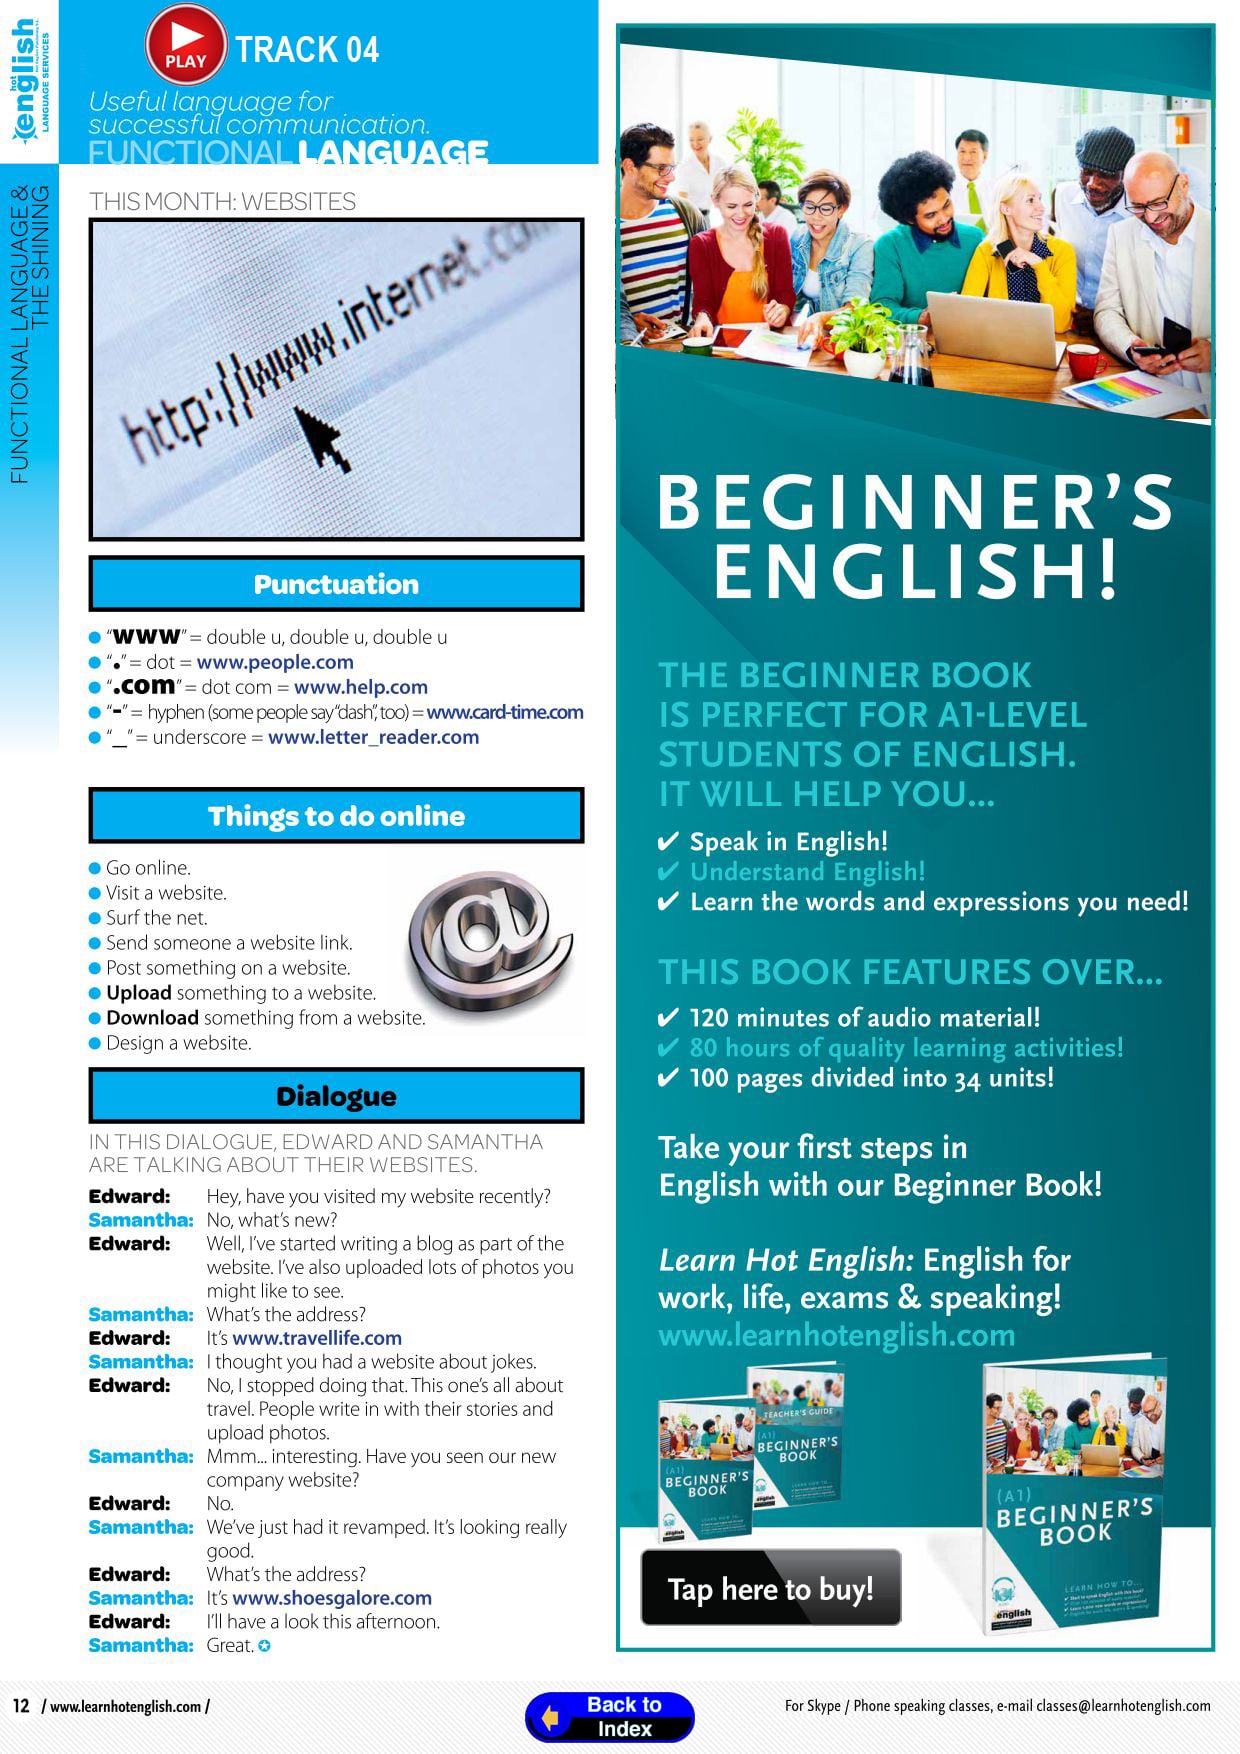 hot
english
LANGUAGE SERVICES
PLAY
TRACK 04
Useful language for
successful communication.
FUNCTIONAL LANGUAGE
FUNCTIONAL LANGUAGE &
THE SHINING
THIS MONTH: WEBSITES
http://www.internet.com
Punctuation
“www” = double u, double u, double u
“.” = dot = www.people.com
“.com” = dot com = www.help.com
“-” = hyphen (some people say “dash”, too) = www.card-time.com
“_” = underscore = www.letter_reader.com
Things to do online
Go online.
Visit a website.
Surf the net.
Send someone a website link.
Post something on a website.
Upload something to a website.
Download something from a website.
Design a website.
@
Dialogue
IN THIS DIALOGUE, EDWARD AND SAMANTHA
ARE TALKING ABOUT THEIR WEBSITES.
Edward: Hey, have you visited my website recently?
Samantha: No, what’s new?
Edward: Well, I’ve started writing a blog as part of the
website. I’ve also uploaded lots of photos you
might like to see.
Samantha: What’s the address?
Edward: It’s www.travellife.com
Samantha: I thought you had a website about jokes.
Edward: No, I stopped doing that. This one’s all about
travel. People write in with their stories and
upload photos.
Samantha: Mmm... interesting. Have you seen our new
company website?
Edward: No.
Samantha: We’ve just had it revamped. It’s looking really
good.
Edward: What’s the address?
Samantha: It’s www.shoesgalore.com
Edward: I’ll have a look this afternoon.
Samantha: Great.
BEGINNER’S
ENGLISH!
THE BEGINNER BOOK
IS PERFECT FOR A1-LEVEL
STUDENTS OF ENGLISH.
IT WILL HELP YOU...
✔ Speak in English!
✔ Understand English!
✔ Learn the words and expressions you need!
THIS BOOK FEATURES OVER...
✔ 120 minutes of audio material!
✔ 80 hours of quality learning activities!
✔ 100 pages divided into 34 units!
Take your first steps in
English with our Beginner Book!
Learn Hot English: English for
work, life, exams & speaking!
www.learnhotenglish.com
TEACHER’S GUIDE
(A1)
BEGINNER’S
BOOK
(A1)
BEGINNER’S
BOOK
LEARN HOW TO...
english
(A1)
BEGINNER’S
BOOK
LEARN HOW TO...
english
Tap here to buy!
12 / www.learnhotenglish.com /
Back to
Index
For Skype / Phone speaking classes, e-mail classes@learnhotenglish.com